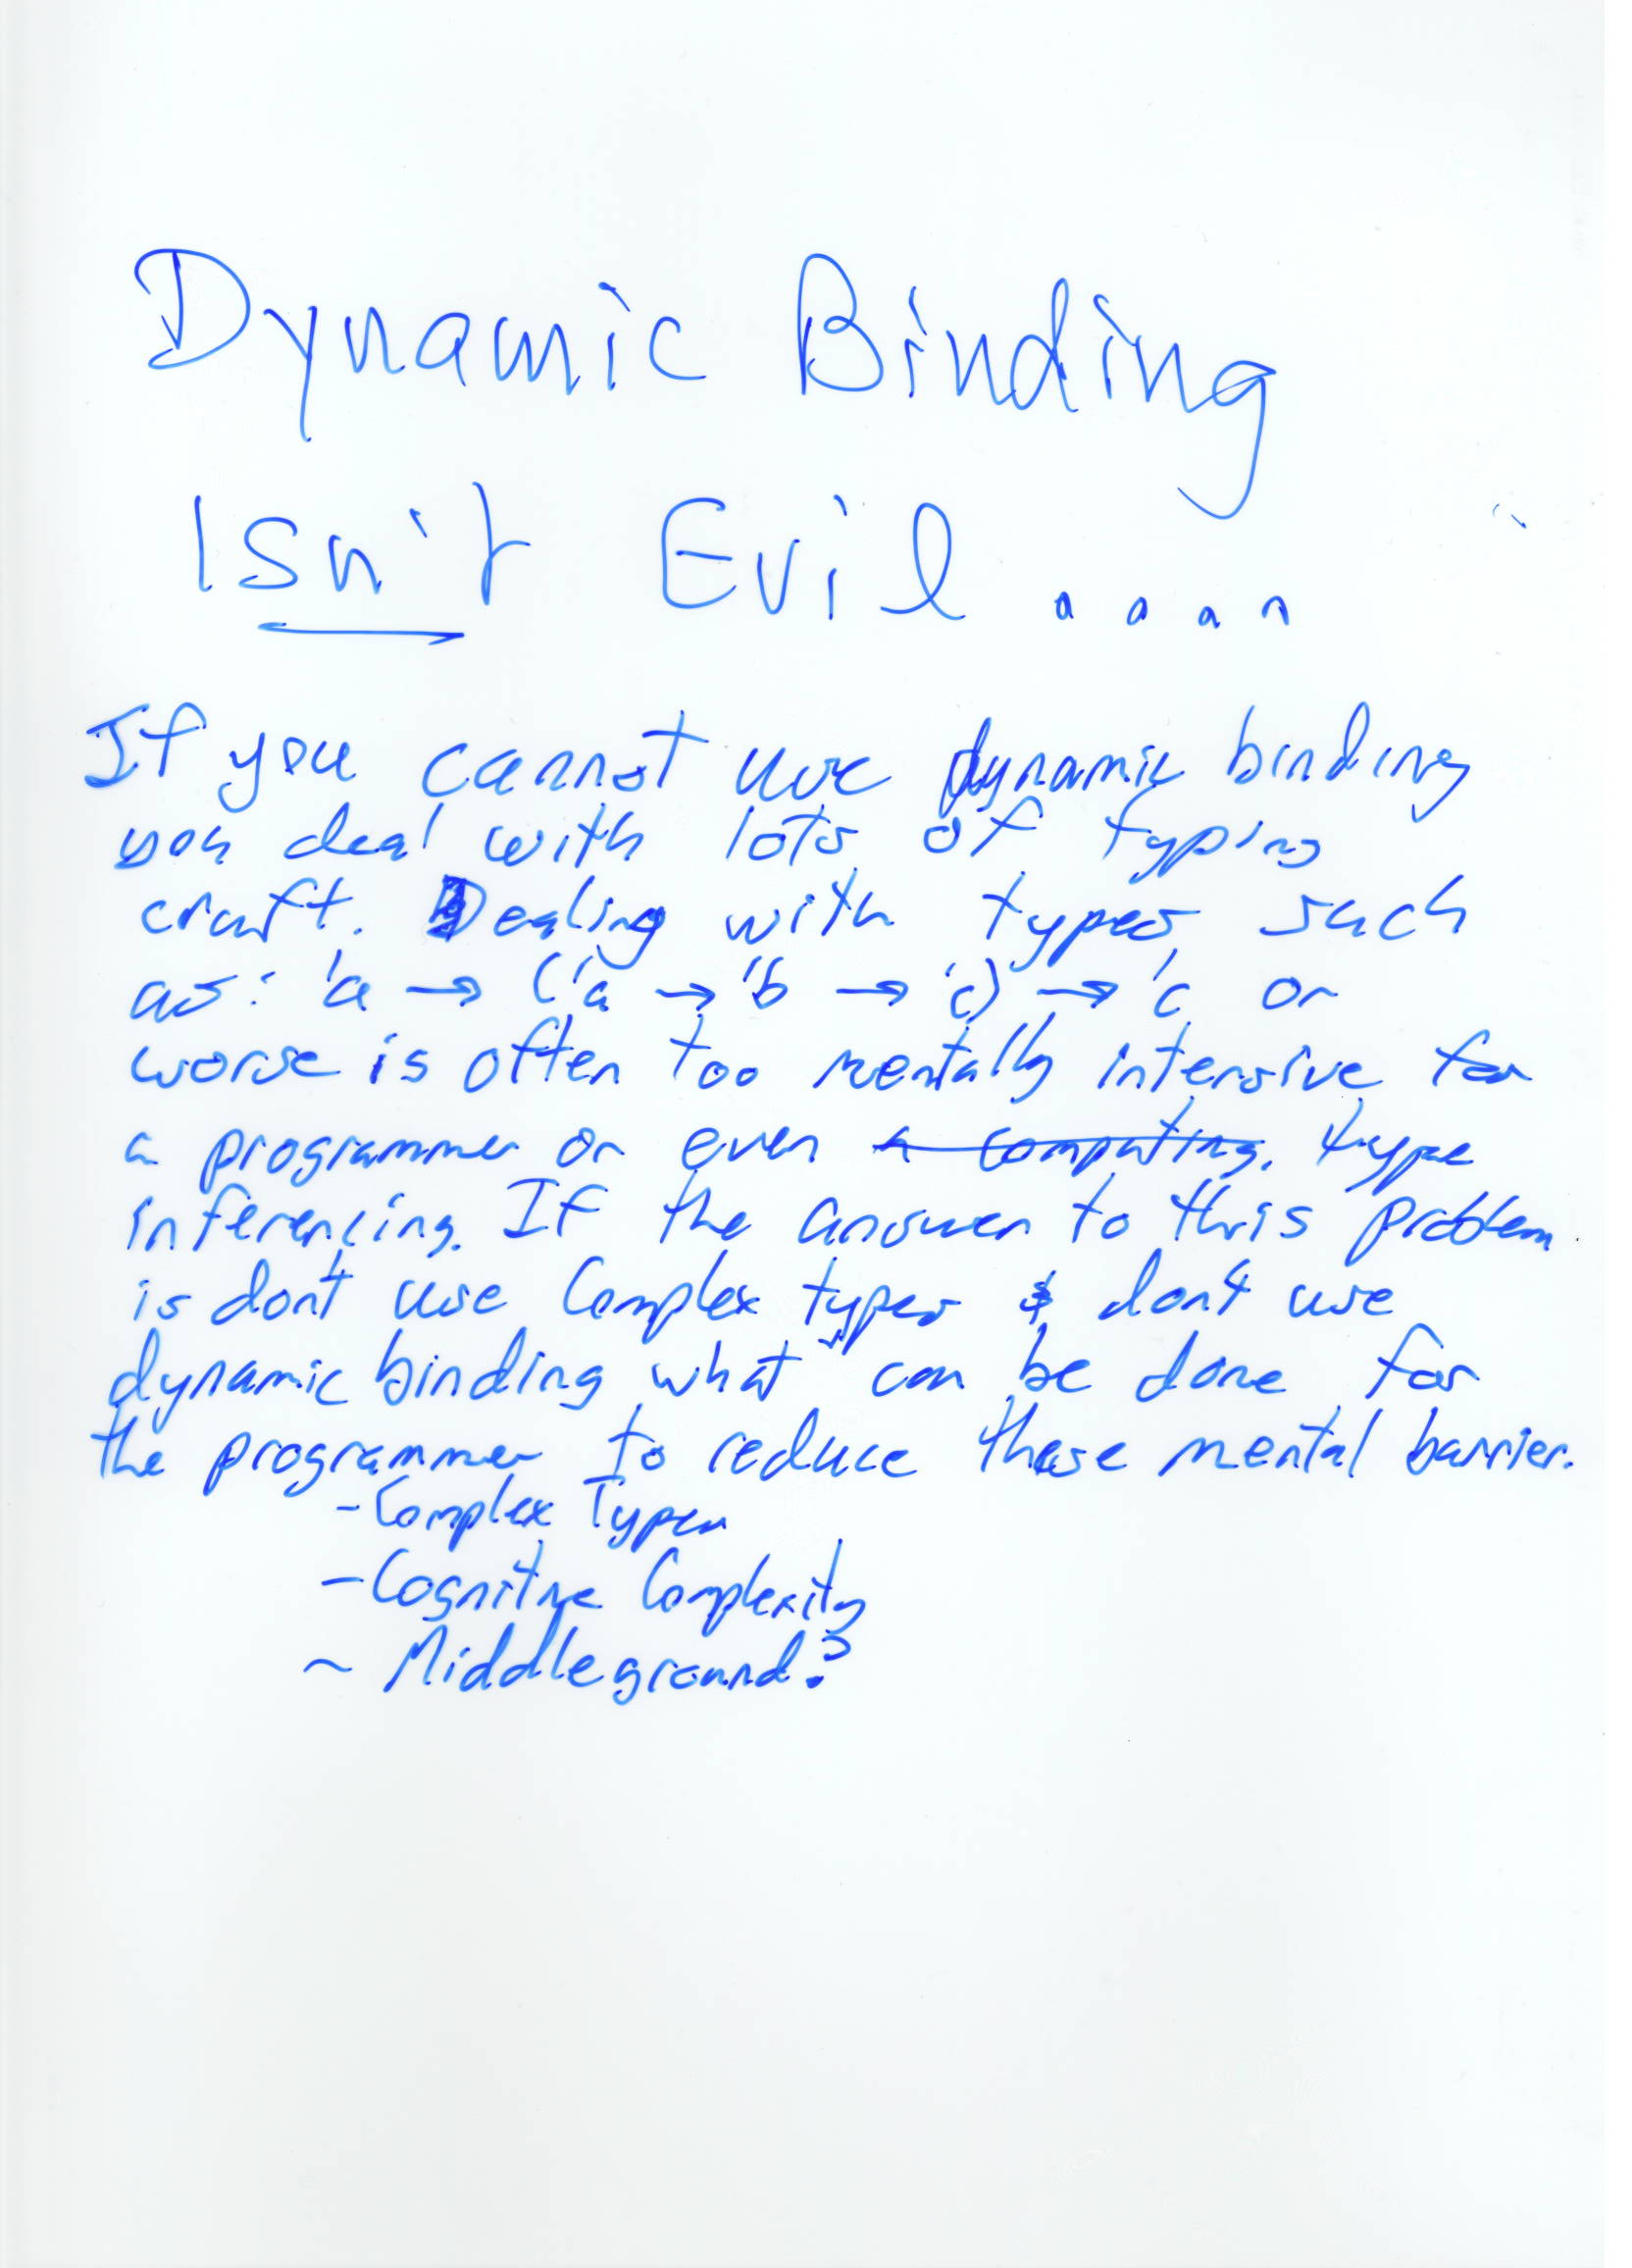 Dynamic Binding
Isn't Evil....
If you cannot use dynamic binding
you deal with lots of typing
cruft. Dealing with types such
as: 'a → ('a → 'b → 'c) → 'c or
worse is often too mentally intensive for
a programmer or even a computing. type
inferencing. If the answer to this problem
is dont use Complex types & don't use
dynamic binding what can be done for
the programmer to reduce these mental barrier.
- Complex Types
- Cognitive Complexity
~ Middleground?